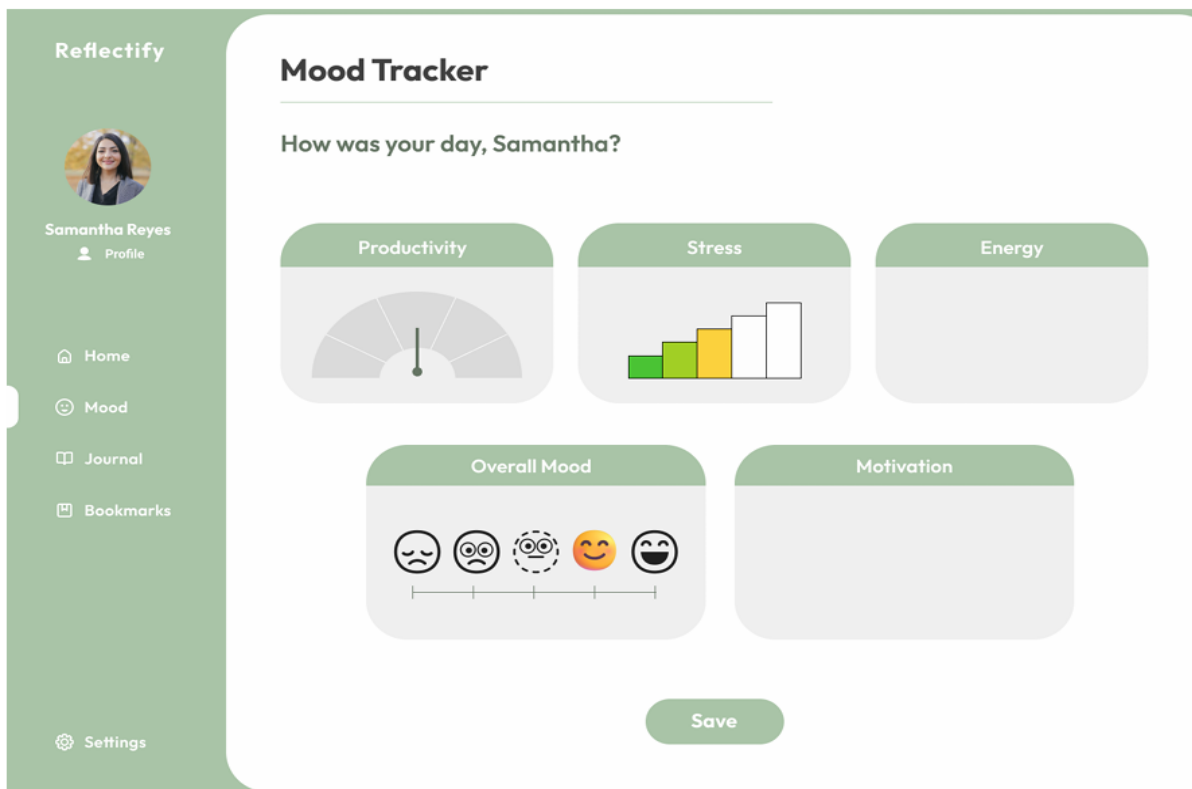 Reflectify
Samantha Reyes
Profile
Home
Mood
Journal
Bookmarks
Settings
Mood Tracker
How was your day, Samantha?
Productivity
Stress
Energy
Overall Mood
Motivation
Save